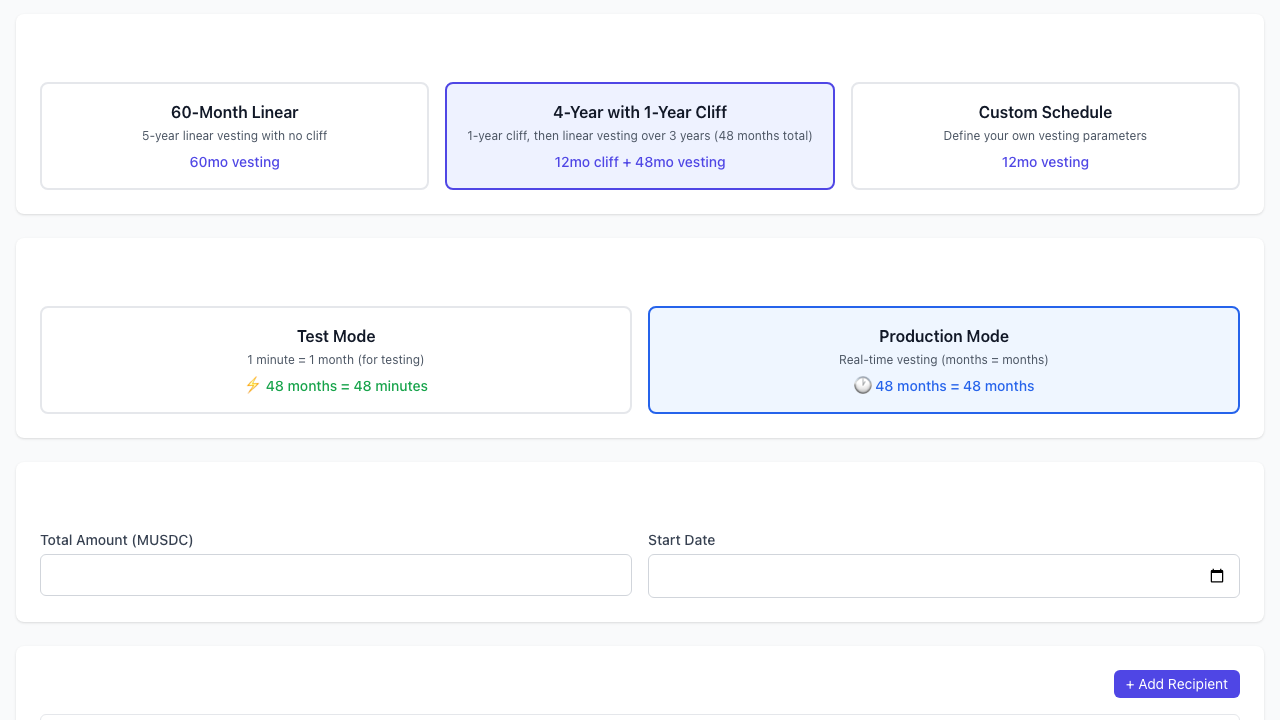 60-Month Linear
5-year linear vesting with no cliff
60mo vesting
4-Year with 1-Year Cliff
1-year cliff, then linear vesting over 3 years (48 months total)
12mo cliff + 48mo vesting
Custom Schedule
Define your own vesting parameters
12mo vesting
Test Mode
1 minute = 1 month (for testing)
⚡ 48 months = 48 minutes
Production Mode
Real-time vesting (months = months)
🕐 48 months = 48 months
Total Amount (MUSDC)
Start Date
+ Add Recipient